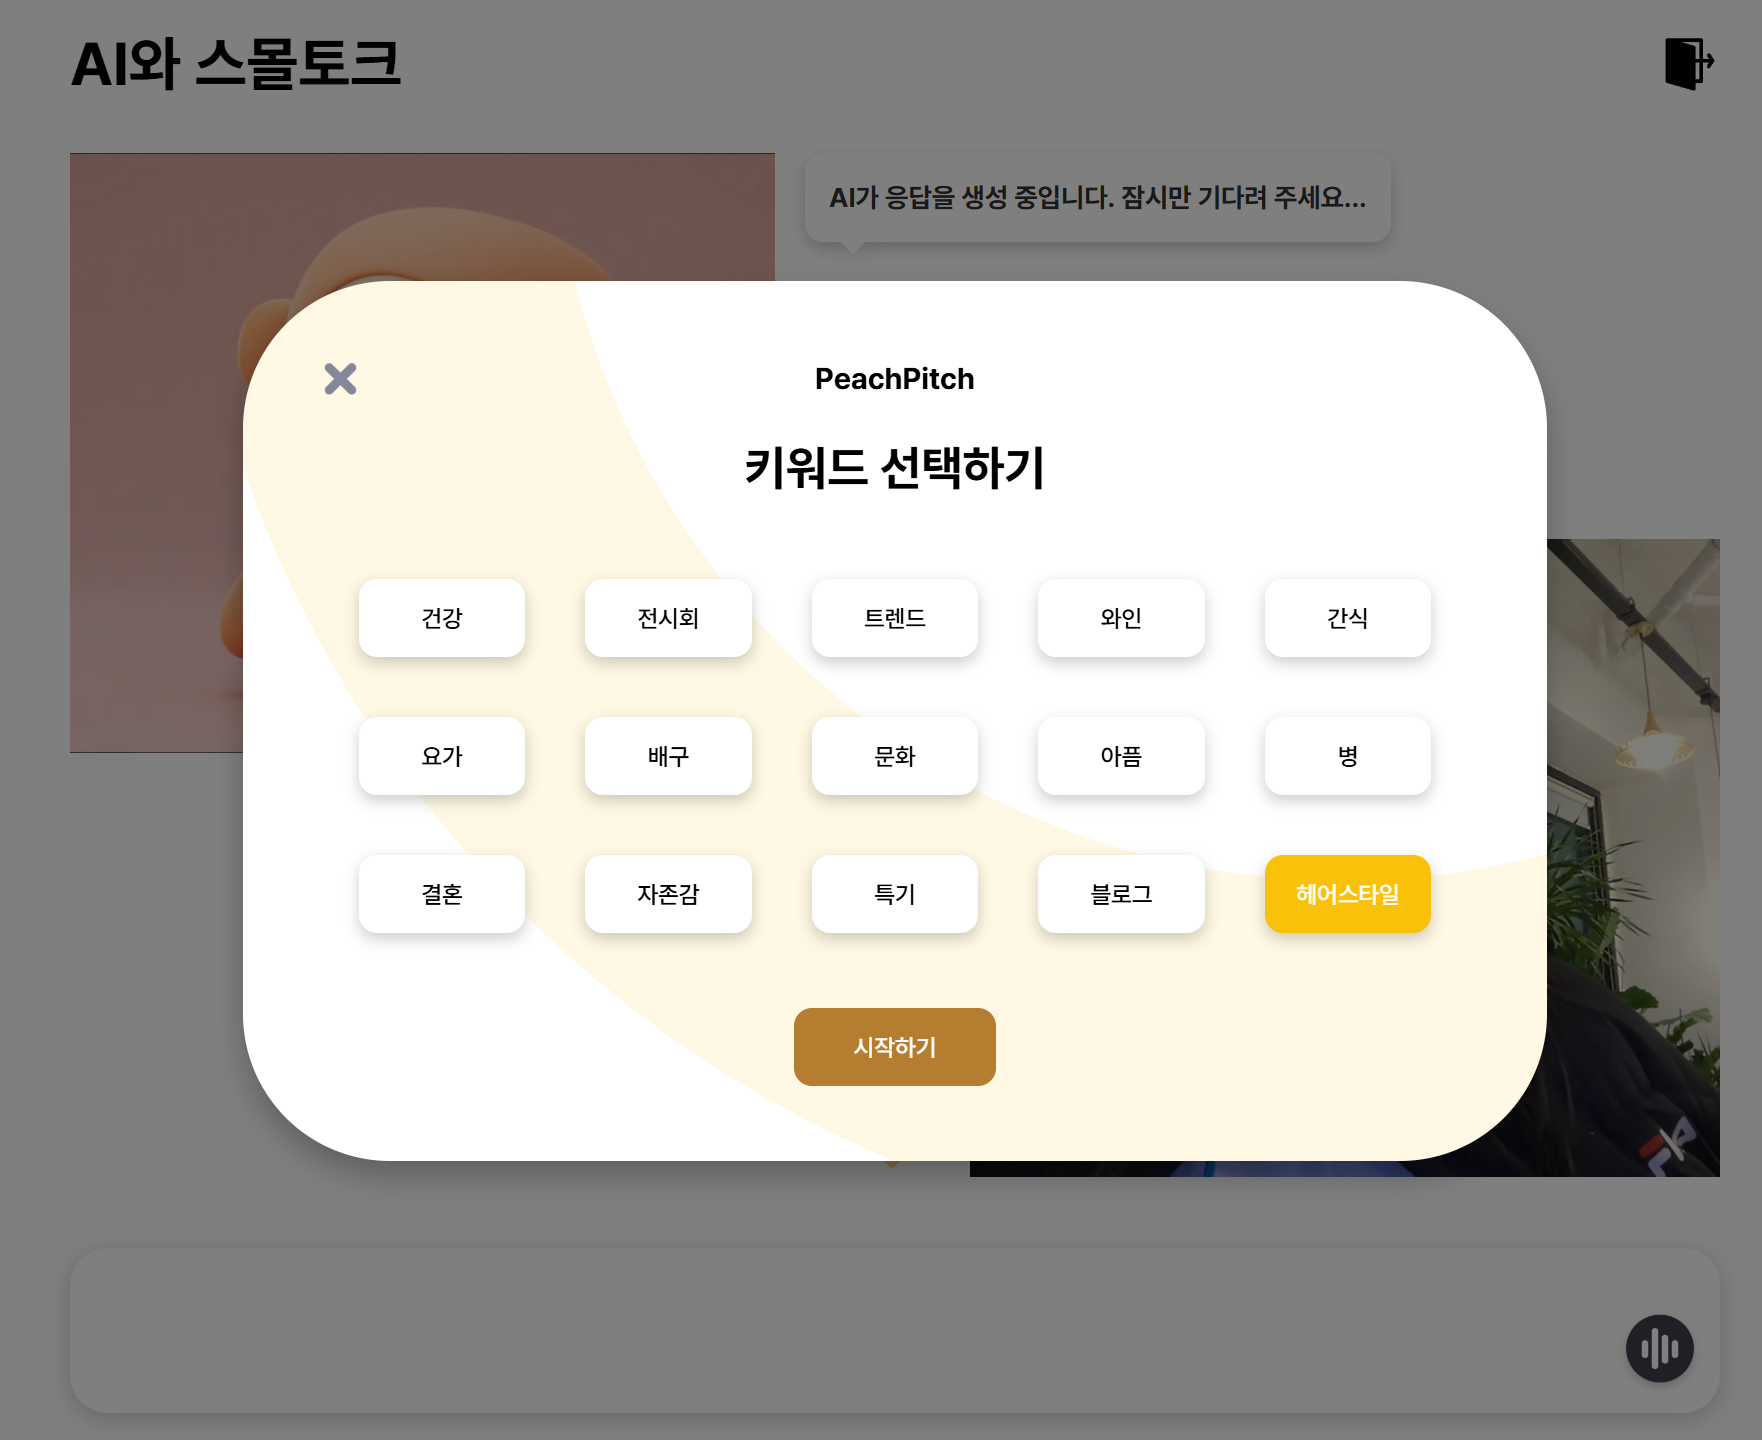 AI와 스몰토크
AI가 응답을 생성 중입니다. 잠시만 기다려 주세요...
PeachPitch
키워드 선택하기
건강
전시회
트렌드
와인
간식
요가
배구
문화
아픔
병
결혼
자존감
특기
블로그
헤어스타일
시작하기